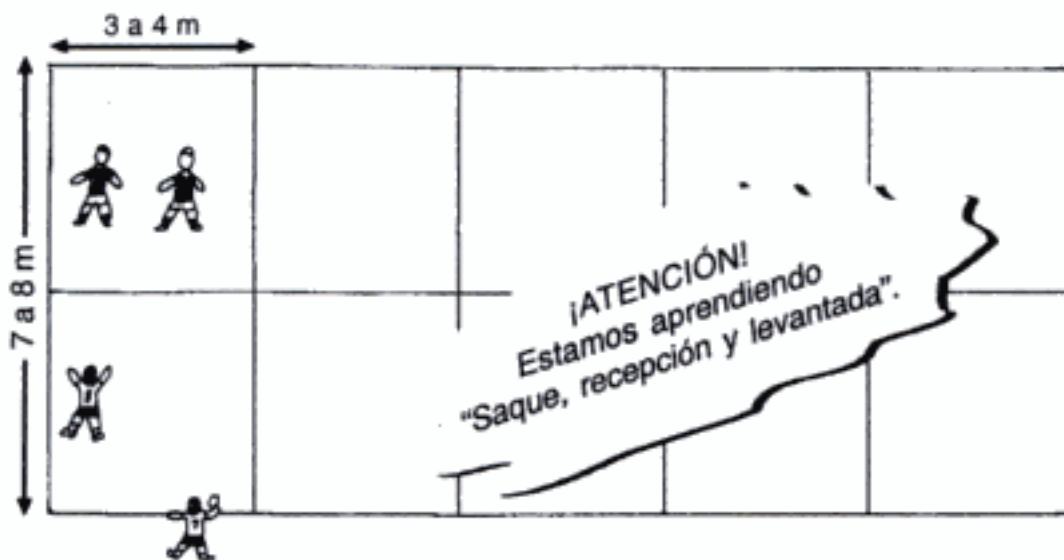 3 a 4 m
7 a 8 m
¡ATENCIÓN!
Estamos aprendiendo
“Saque, recepción y levantada”.